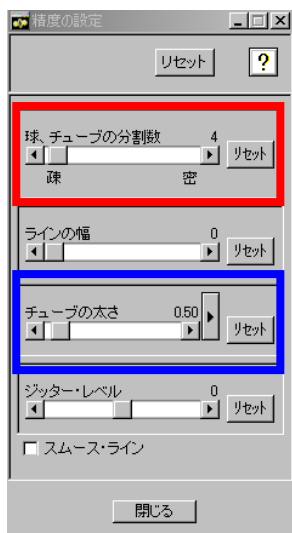 精度の設定
リセット ?
球、チューブの分割数 4
リセット
疎 密
ラインの幅 0
リセット
チューブの太さ 0.50
リセット
ジッター・レベル 0
リセット
スムース・ライン
閉じる